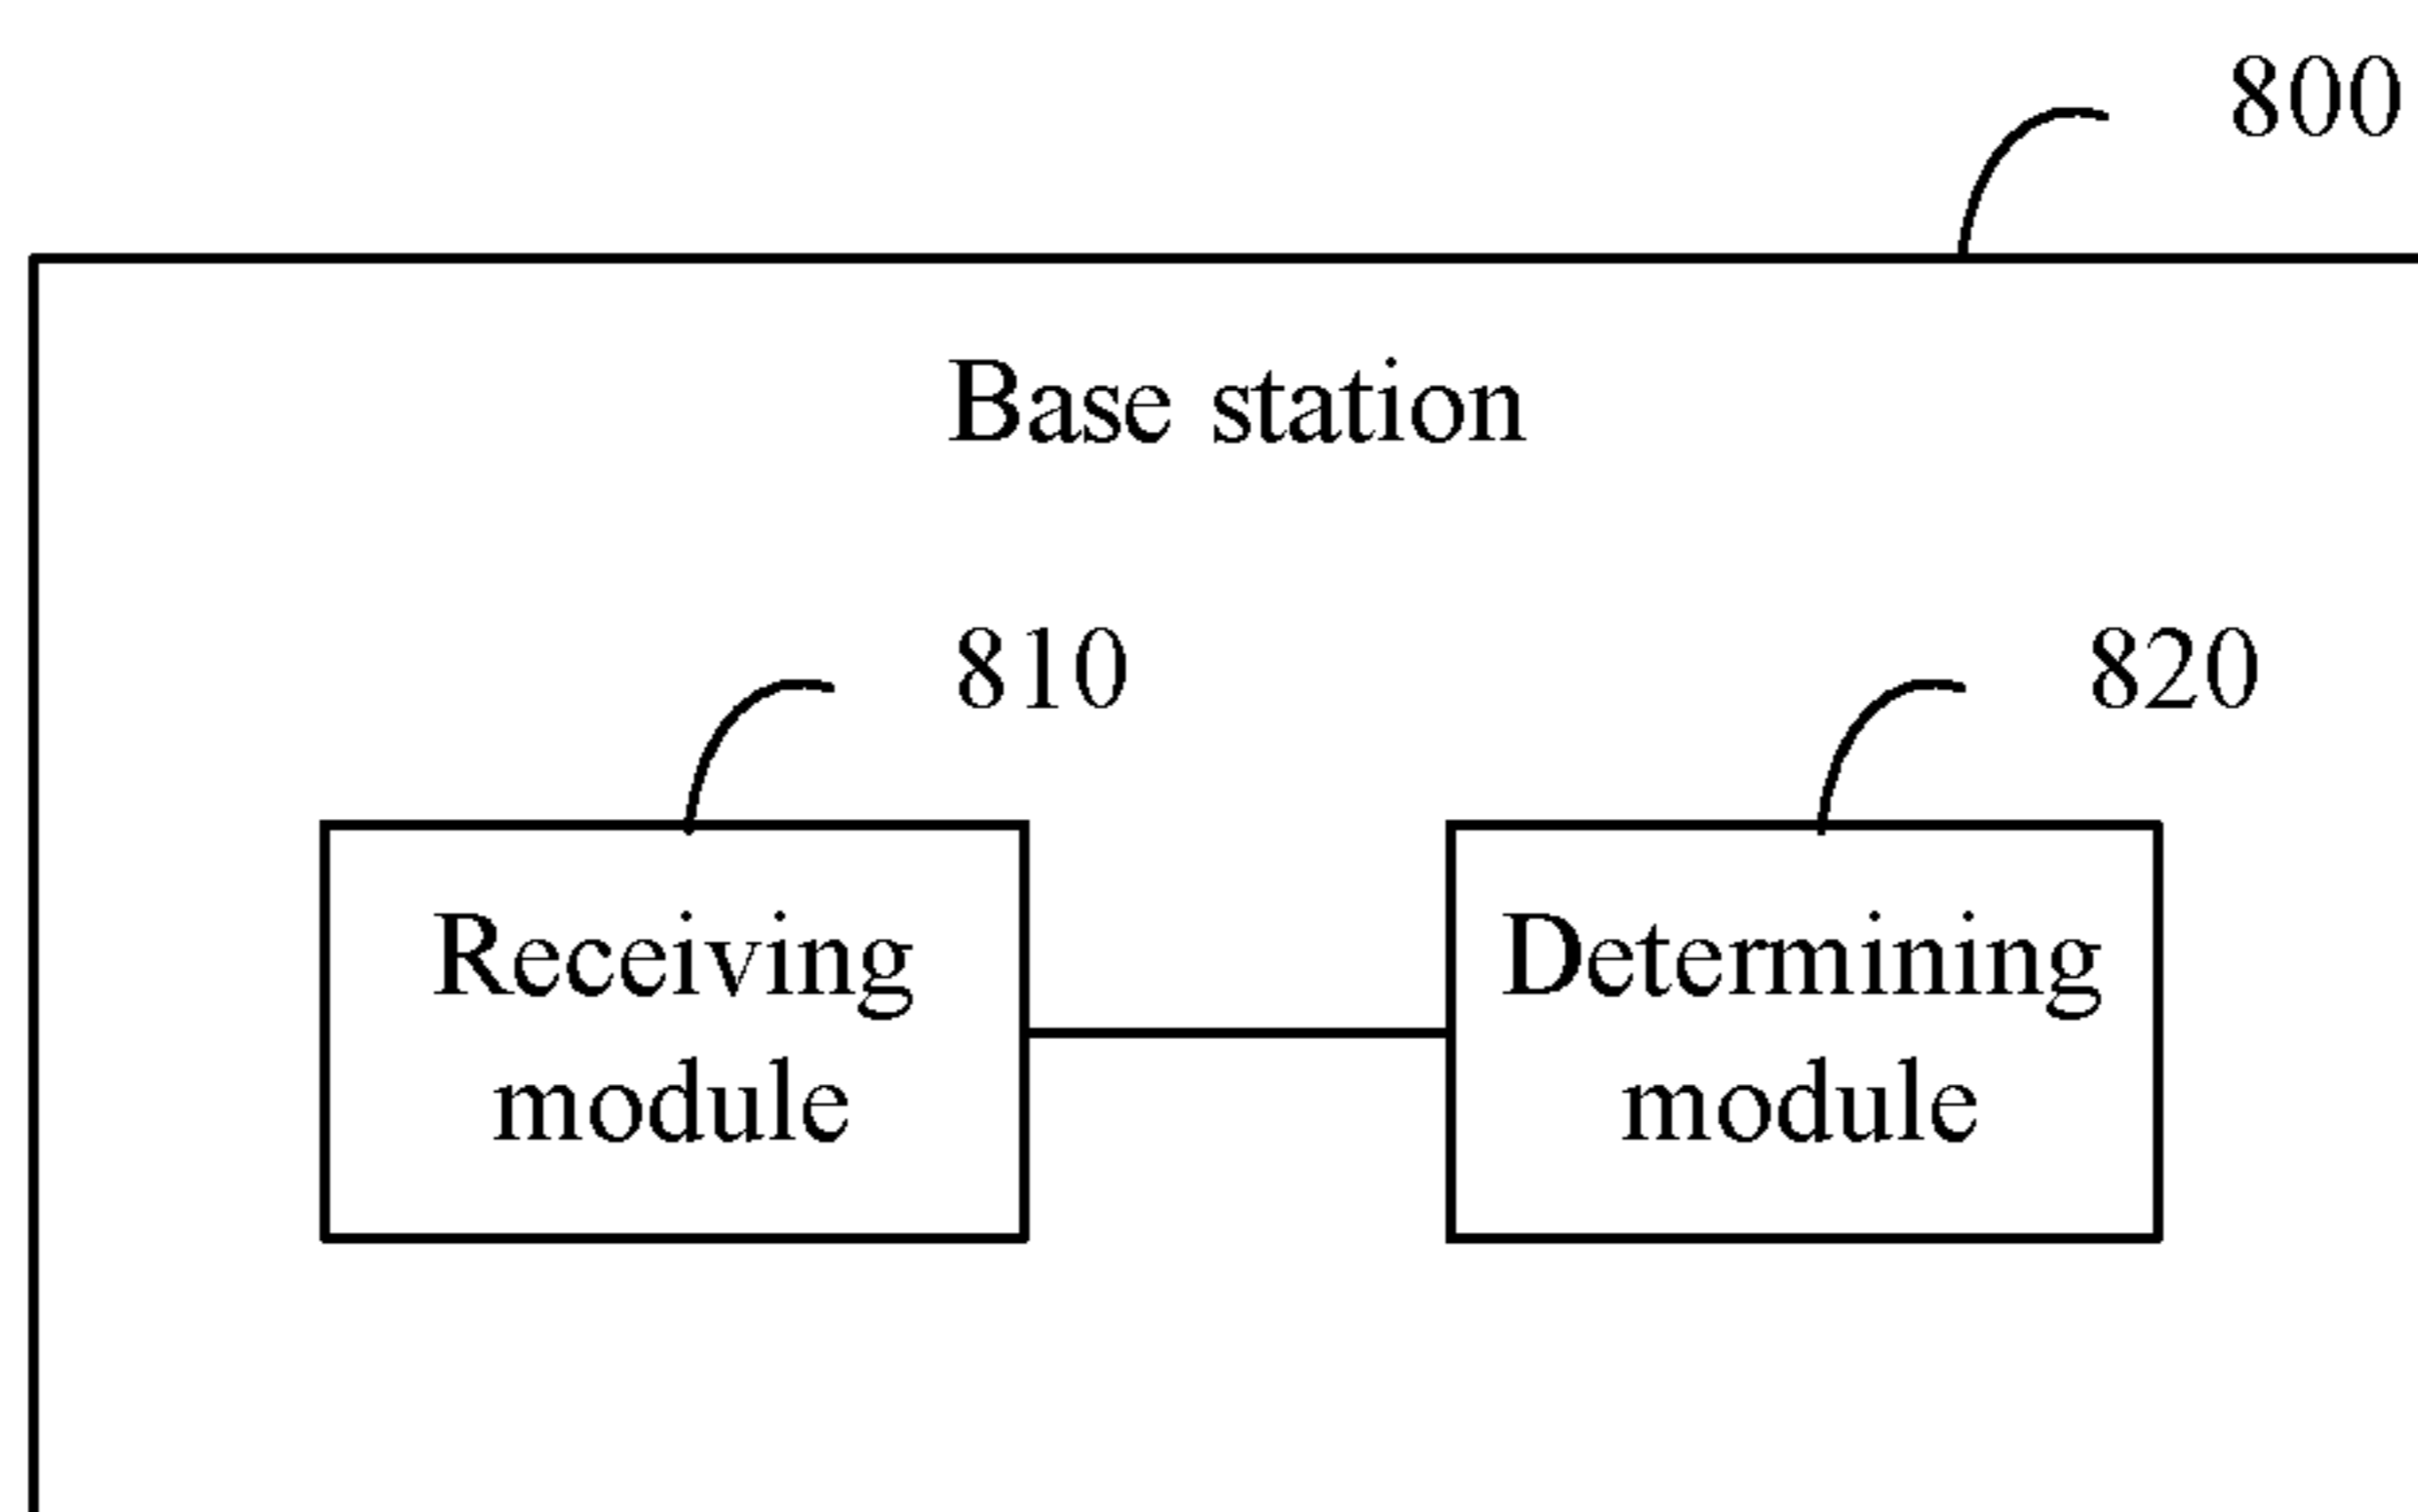 800
Base station
810
820
Receiving
module
Determining
module